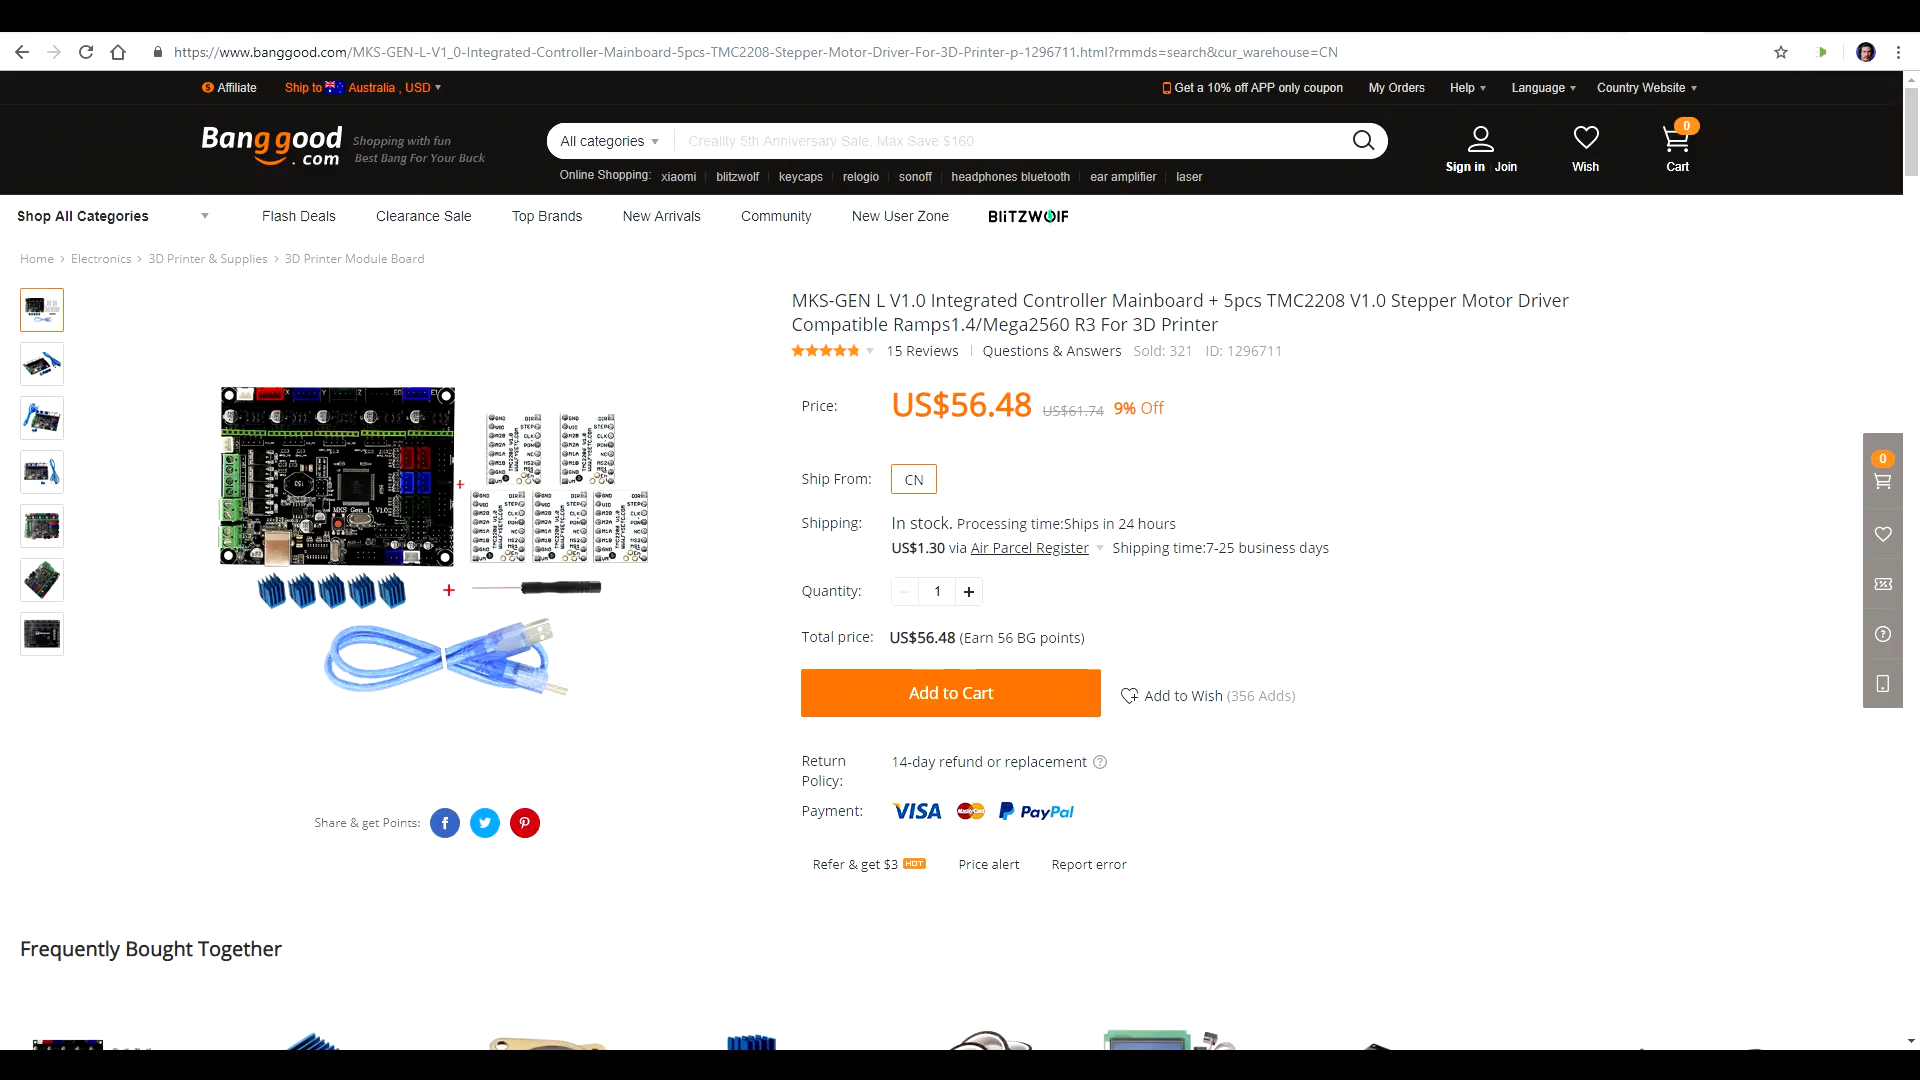 https://www.banggood.com/MKS-GEN-L-V1_0-Integrated-Controller-Mainboard-5pcs-TMC2208-Stepper-Motor-Driver-For-3D-Printer-p-1296711.html?rmmds=search&cur_warehouse=CN
Affiliate Ship to Australia , USD Get a 10% off APP only coupon My Orders Help Language Country Website
Banggood.com Shopping with fun
Best Bang For Your Buck
All categories Creality 5th Anniversary Sale, Max Save $160
0
Sign in Join Wish Cart
Online Shopping: xiaomi blitzwolf keycaps relogio sonoff headphones bluetooth ear amplifier laser
Shop All Categories Flash Deals Clearance Sale Top Brands New Arrivals Community New User Zone BLITZWOLF
Home > Electronics > 3D Printer & Supplies > 3D Printer Module Board
MKS-GEN L V1.0 Integrated Controller Mainboard + 5pcs TMC2208 V1.0 Stepper Motor Driver
Compatible Ramps1.4/Mega2560 R3 For 3D Printer
15 Reviews Questions & Answers Sold: 321 ID: 1296711
Price: US$56.48 US$61.74 9% Off
Ship From: CN
Shipping: In stock. Processing time:Ships in 24 hours
US$1.30 via Air Parcel Register Shipping time:7-25 business days
Quantity: 1 +
Total price: US$56.48 (Earn 56 BG points)
Add to Cart Add to Wish (356 Adds)
Return
Policy: 14-day refund or replacement
Payment: VISA MasterCard PayPal
Refer & get $3 HOT Price alert Report error
MKS Gen L V1.0
Share & get Points:
0
Frequently Bought Together